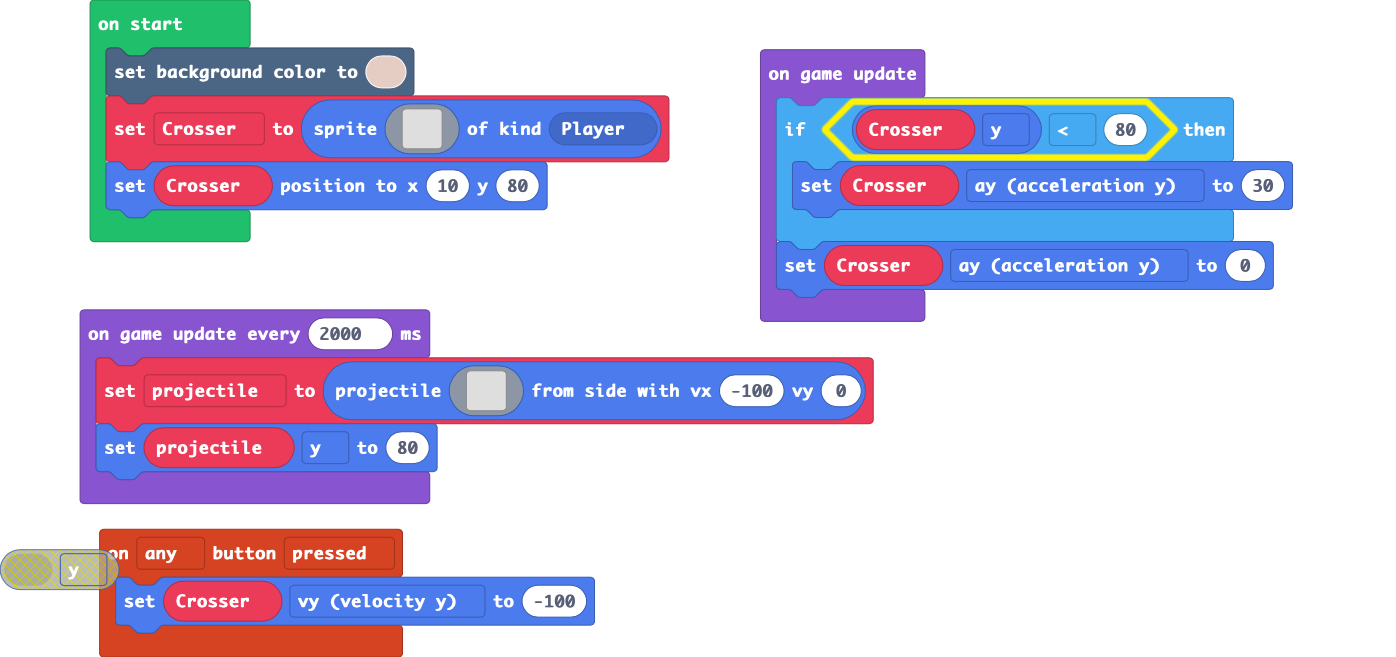 on start
set background color to
set Crosser to sprite of kind Player
set Crosser position to x 10 y 80
on game update
if Crosser y < 80 then
set Crosser ay (acceleration y) to 30
set Crosser ay (acceleration y) to 0
on game update every 2000 ms
set projectile to projectile from side with vx -100 vy 0
set projectile y to 80
y
on any button pressed
set Crosser vy (velocity y) to -100